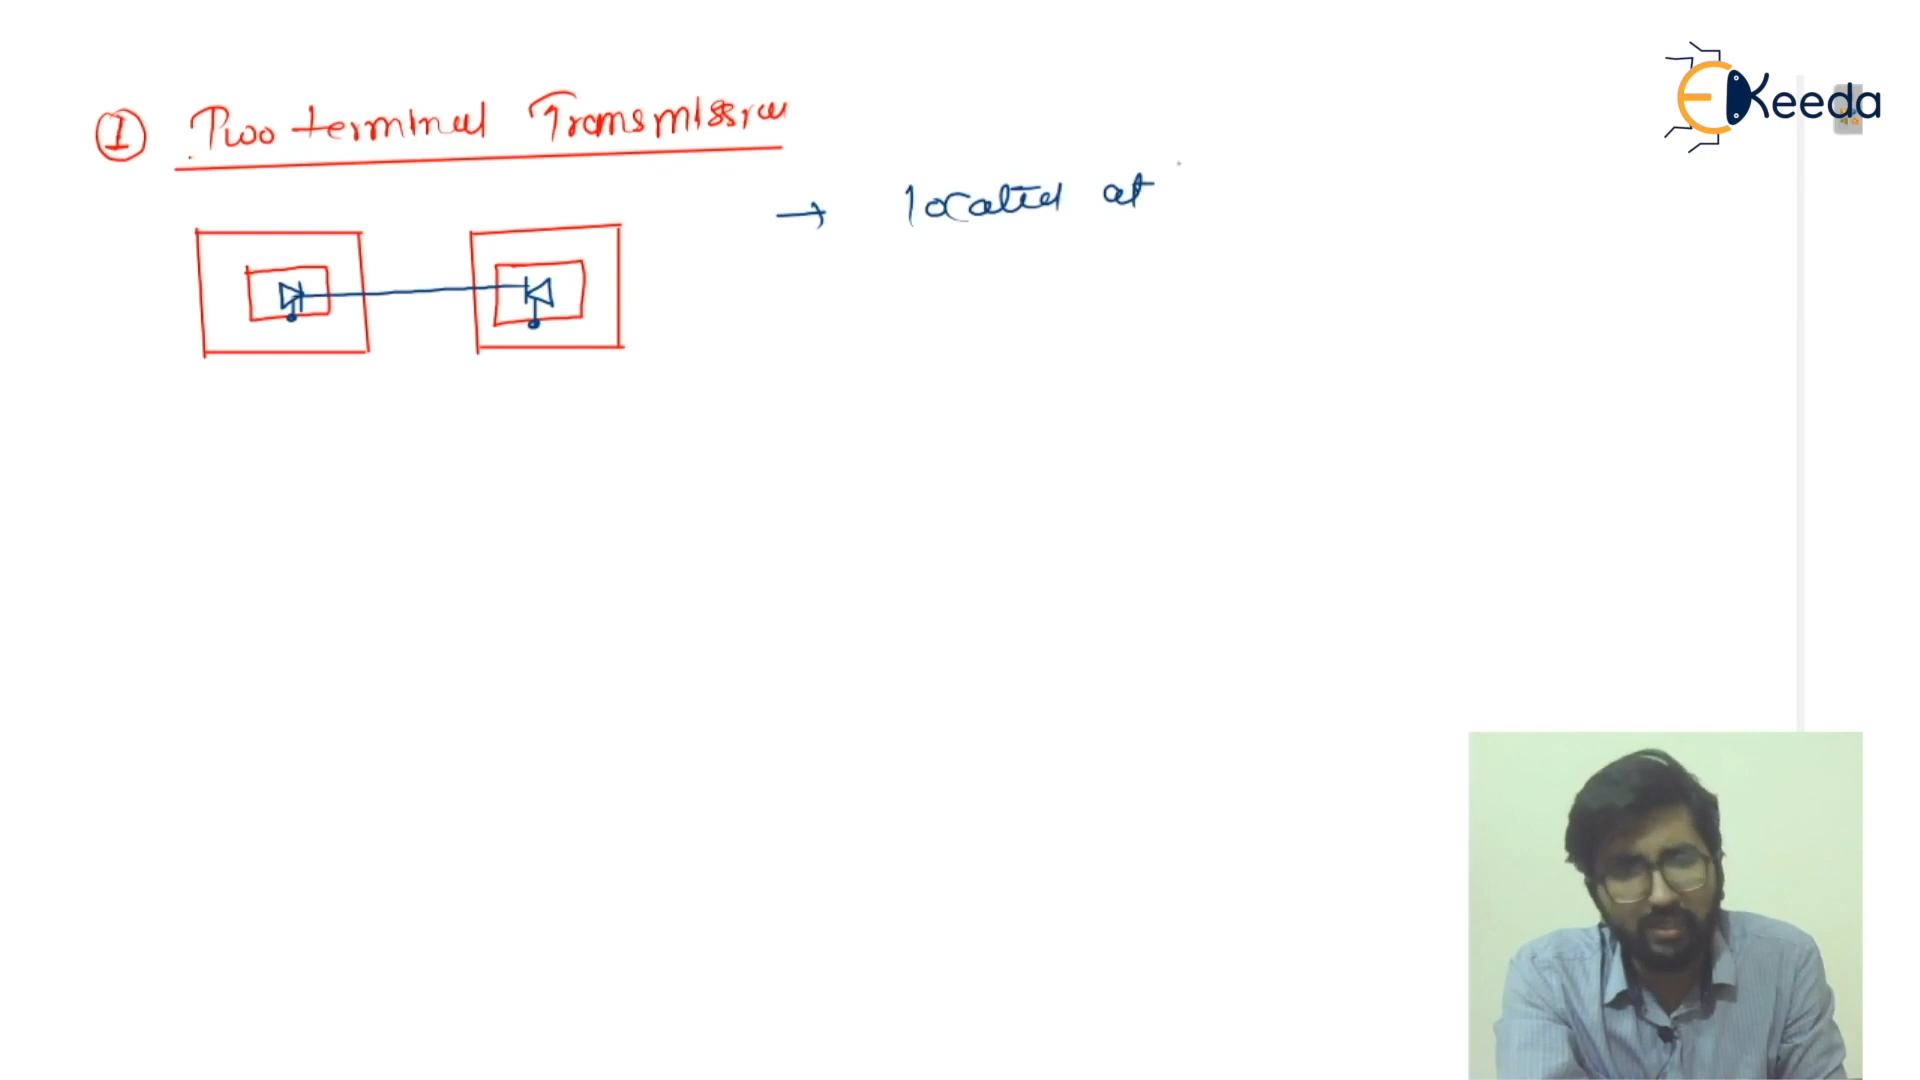 ① Two terminal Transmission
→ located at
EKeeda